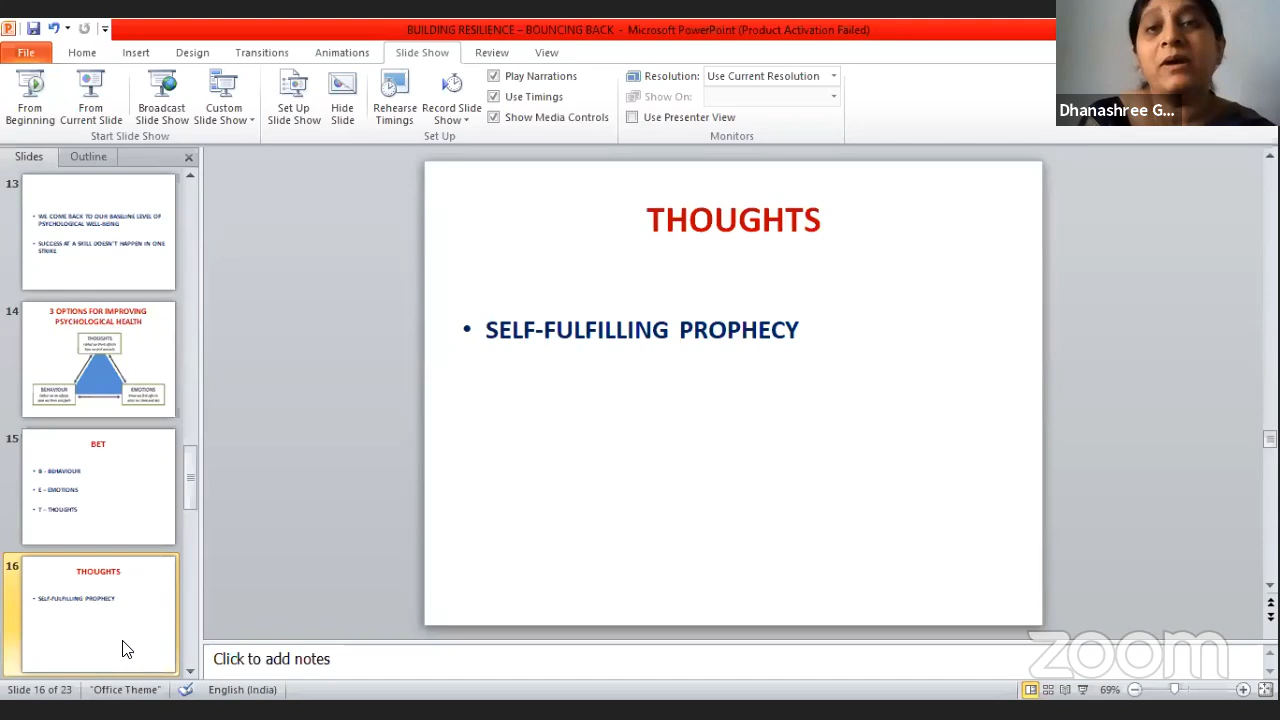 BUILDING RESILIENCE – BOUNCING BACK - Microsoft PowerPoint (Product Activation Failed)
File Home Insert Design Transitions Animations Slide Show Review View
From Beginning
From Current Slide
Broadcast Slide Show
Custom Slide Show
Start Slide Show
Set Up Slide Show
Hide Slide
Rehearse Timings
Record Slide Show
Play Narrations
Use Timings
Show Media Controls
Set Up
Resolution: Use Current Resolution
Show On:
Use Presenter View
Monitors
Dhanashree G...
Slides Outline
13
• WE COME BACK TO OUR BASELINE LEVEL OF
PSYCHOLOGICAL WELL-BEING
• SUCCESS AT A SKILL DOESN'T HAPPEN IN ONE
STRIKE
14
3 OPTIONS FOR IMPROVING
PSYCHOLOGICAL HEALTH
THOUGHTS
BEHAVIOUR
EMOTIONS
15
BET
• B - BEHAVIOUR
• E – EMOTIONS
• T – THOUGHTS
16
THOUGHTS
• SELF-FULFILLING PROPHECY
THOUGHTS
• SELF-FULFILLING PROPHECY
Click to add notes
zoom
Slide 16 of 23 "Office Theme" English (India) 69%